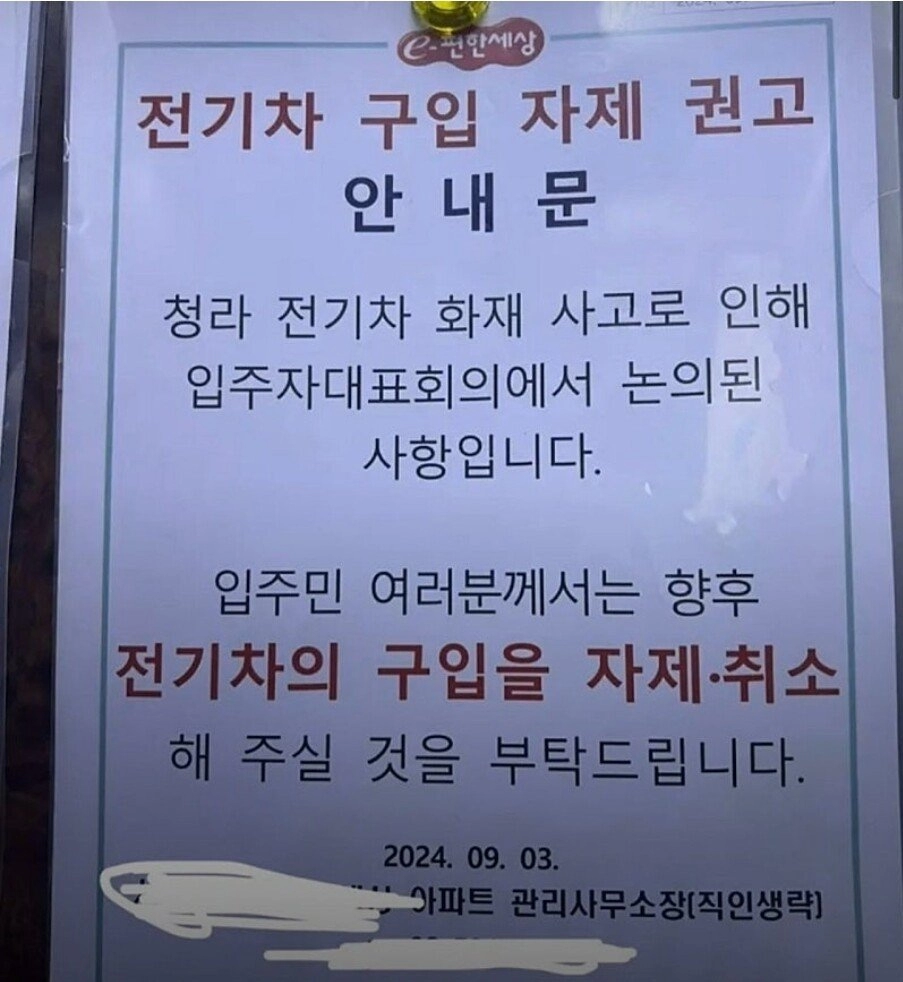 e-편한세상
전기차 구입 자제 권고
안 내 문
청라 전기차 화재 사고로 인해
입주자대표회의에서 논의된
사항입니다.
입주민 여러분께서는 향후
전기차의 구입을 자제·취소
해 주실 것을 부탁드립니다.
2024. 09. 03.
아파트 관리사무소장[직인생략]